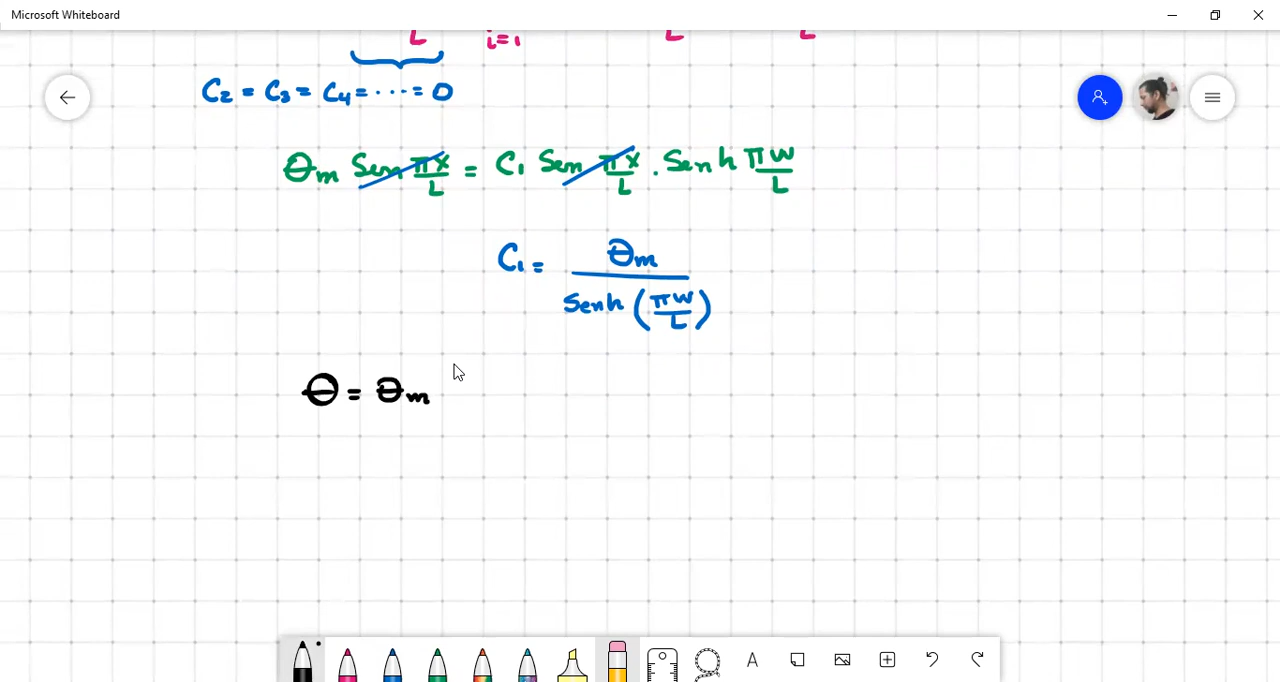 Microsoft Whiteboard
L i=1 L L
C₂ = C₃ = C₄ = ···· = 0
θm Sen πx/L = C₁ Sen πx/L . Senh πw/L
C₁ = θm / Senh (πw/L)
θ = θm
A